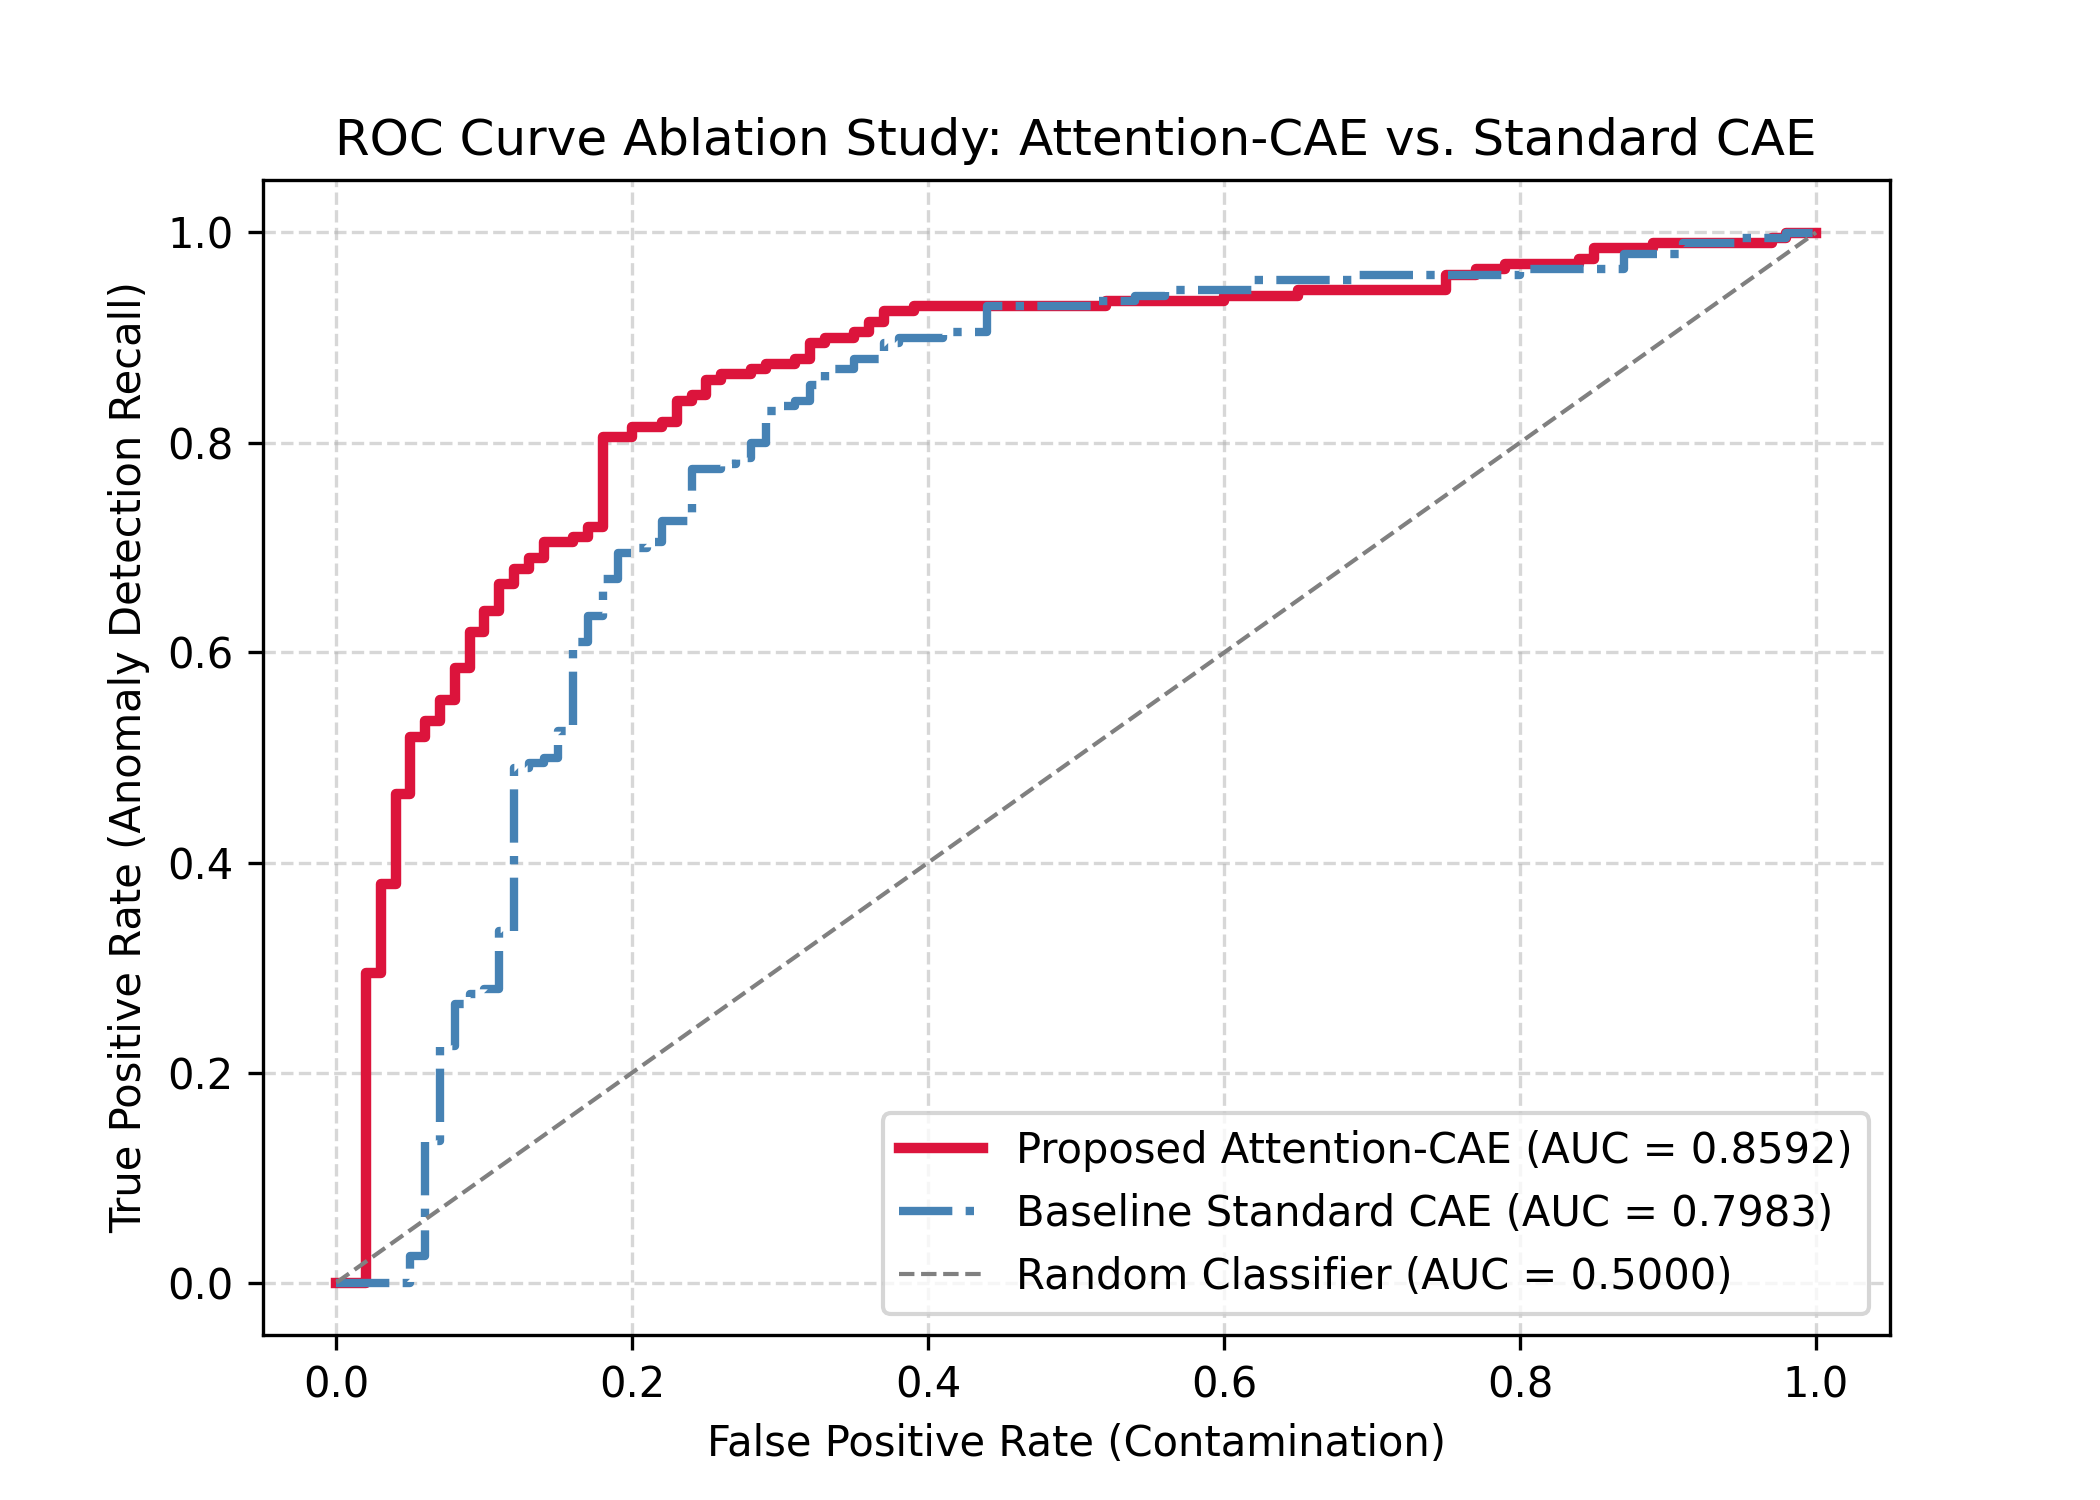 ROC Curve Ablation Study: Attention-CAE vs. Standard CAE
True Positive Rate (Anomaly Detection Recall)
1.0
0.8
0.6
0.4
0.2
0.0
Proposed Attention-CAE (AUC = 0.8592)
Baseline Standard CAE (AUC = 0.7983)
Random Classifier (AUC = 0.5000)
0.0 0.2 0.4 0.6 0.8 1.0
False Positive Rate (Contamination)